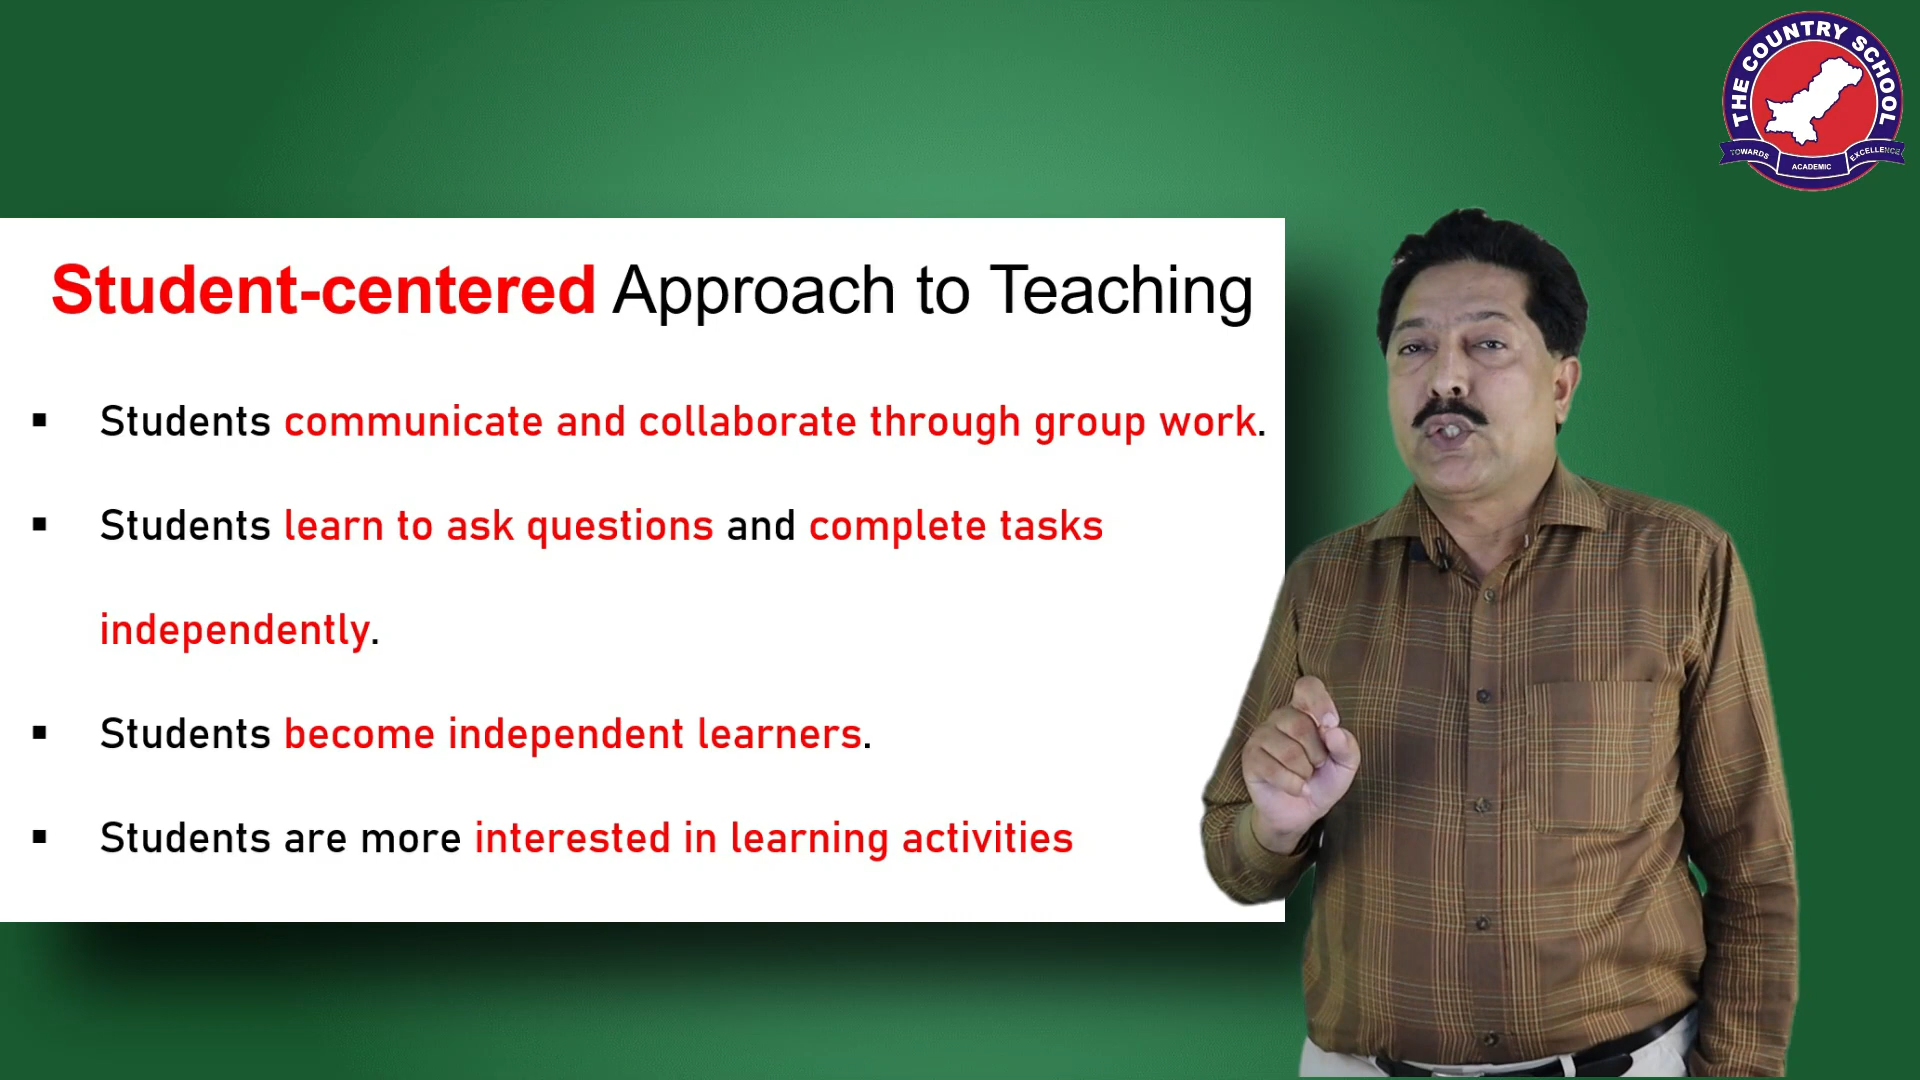 THE COUNTRY SCHOOL
TOWARDS ACADEMIC EXCELLENCE
Student-centered Approach to Teaching
▪ Students communicate and collaborate through group work.
▪ Students learn to ask questions and complete tasks
independently.
▪ Students become independent learners.
▪ Students are more interested in learning activities